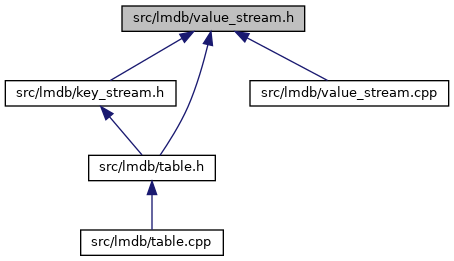 src/lmdb/value_stream.h
src/lmdb/key_stream.h
src/lmdb/value_stream.cpp
src/lmdb/table.h
src/lmdb/table.cpp